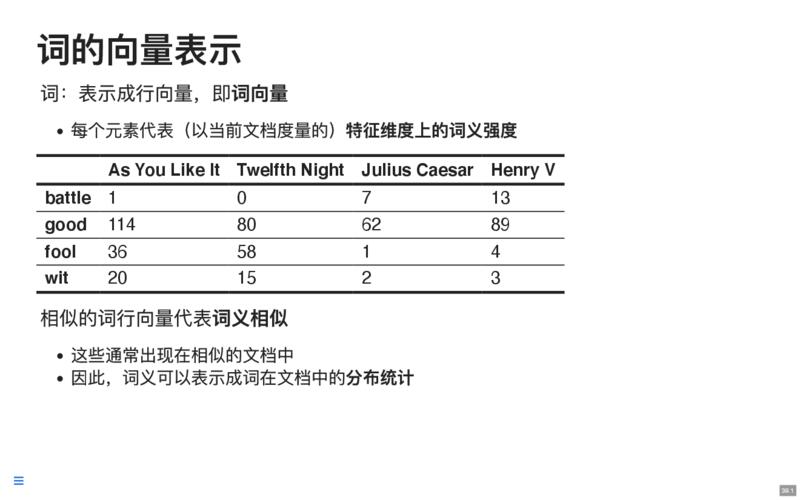 词的向量表示
词：表示成行向量，即词向量
• 每个元素代表（以当前文档度量的）特征维度上的词义强度
As You Like It Twelfth Night Julius Caesar Henry V
battle 1 0 7 13
good 114 80 62 89
fool 36 58 1 4
wit 20 15 2 3
相似的词行向量代表词义相似
• 这些通常出现在相似的文档中
• 因此，词义可以表示成词在文档中的分布统计
39.1